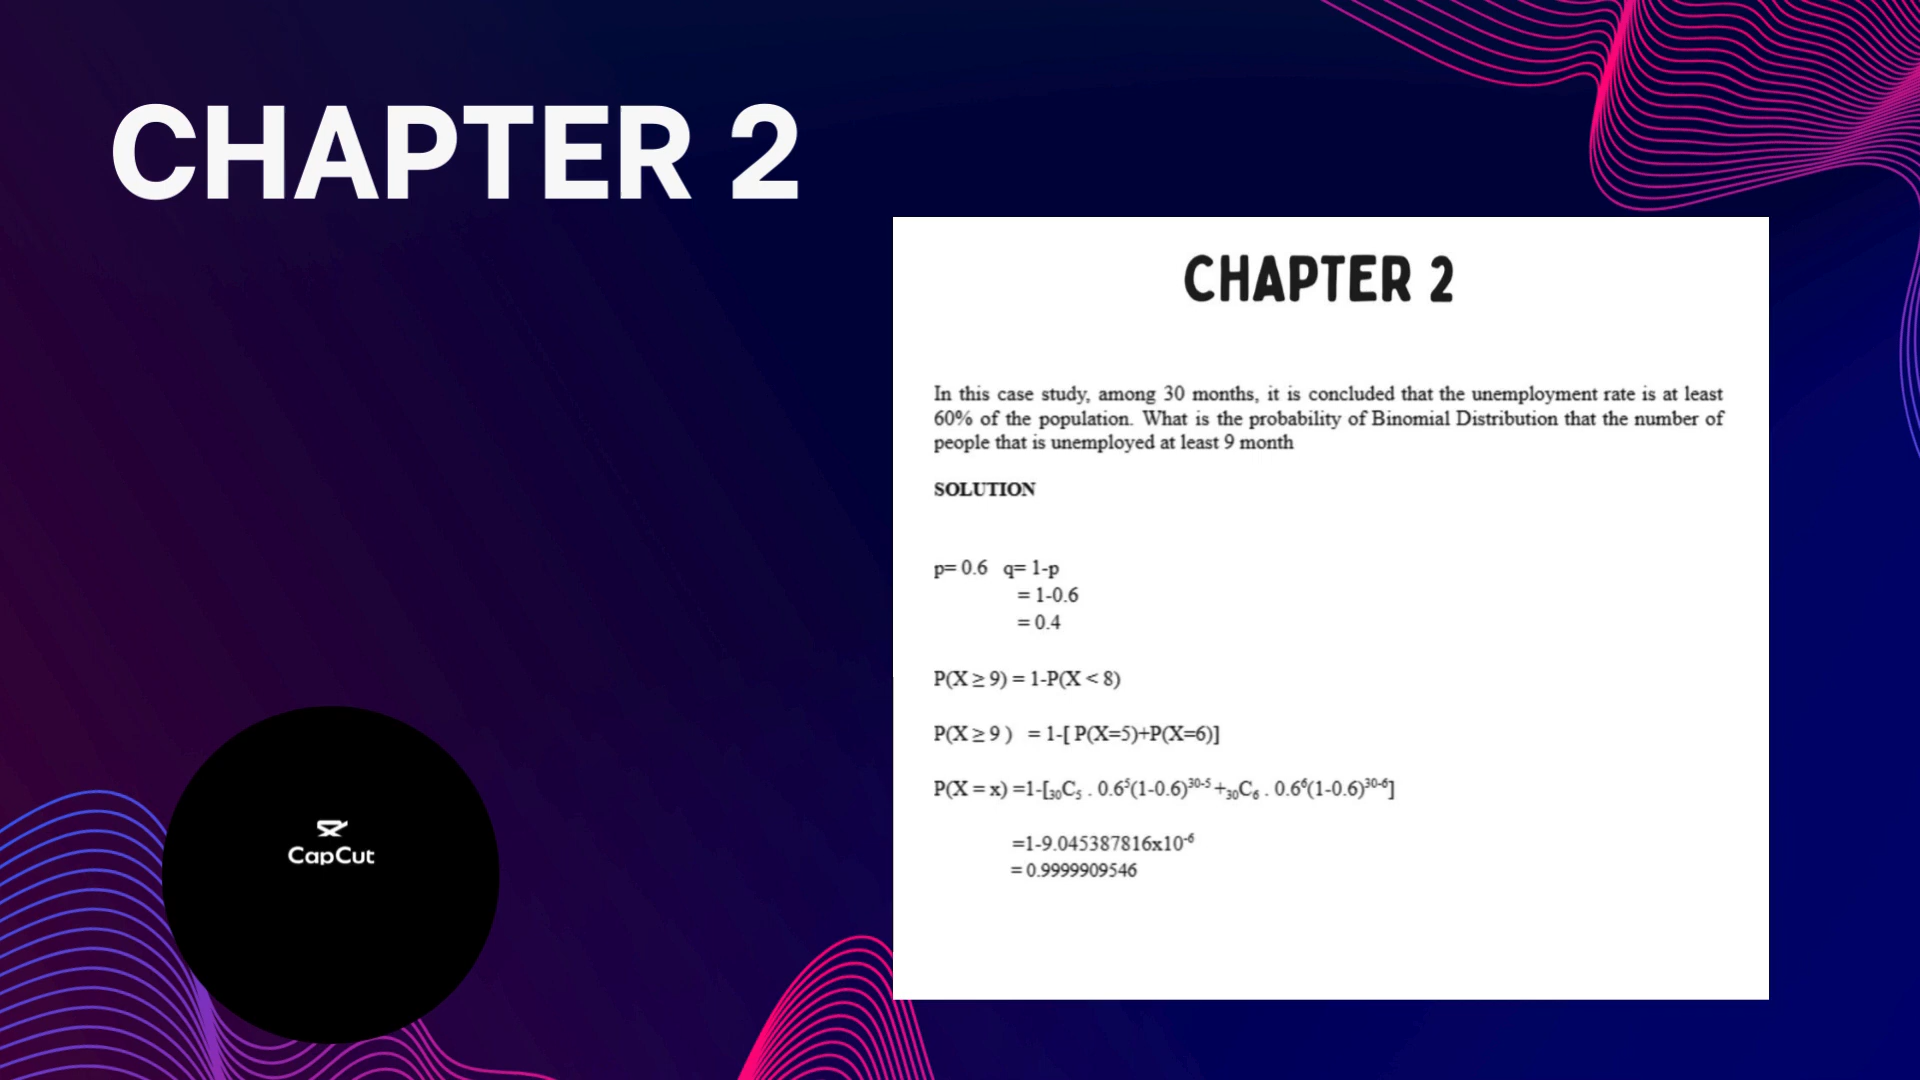 CHAPTER 2
CHAPTER 2
In this case study, among 30 months, it is concluded that the unemployment rate is at least
60% of the population. What is the probability of Binomial Distribution that the number of
people that is unemployed at least 9 month
SOLUTION
p= 0.6 q= 1-p
= 1-0.6
= 0.4
P(X ≥ 9) = 1-P(X < 8)
P(X ≥ 9 ) = 1-[ P(X=5)+P(X=6)]
P(X = x) =1-[₃₀C₅ . 0.6⁵(1-0.6)³⁰⁻⁵ +₃₀C₆ . 0.6⁶(1-0.6)³⁰⁻⁶]
=1-9.045387816x10⁻⁶
= 0.9999909546
CapCut